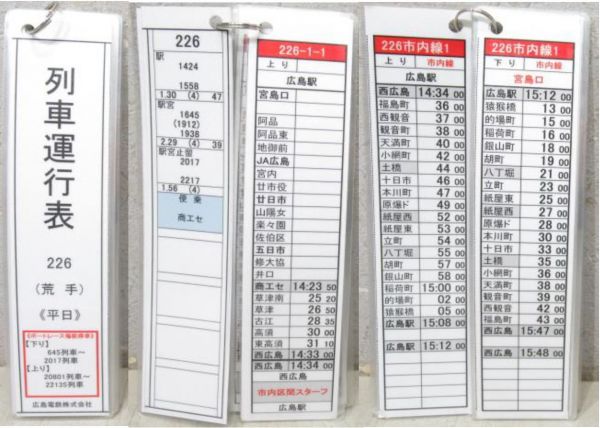 列車運行表
226
(荒手)
《平日》
《ボートレース場前停車》
【下り】
645列車～
2017列車
【上り】
20801列車～
22135列車
広島電鉄株式会社
226
駅
1424
1558
1.30 (4) 47
駅宮
1645
(1912)
1938
2.29 (4) 39
駅宮止置
2017
2217
1.56 (4)
便乗
商工セ
226-1-1
上り
広島駅
宮島口
阿品
阿品東
地御前
JA広島
宮内
廿市役
廿日市
山陽女
楽々園
佐伯区
五日市
修大協
井口
商工セ 14:23 50
草津南 25 20
草津 26 50
古江 28 35
高須 30 00
東高須 31 10
西広島 14:33 00
西広島 14:34 00
西広島
市内区間スターフ
広島駅
226市内線1
上り 市内線
広島駅
西広島 14:34 00
福島町 36 00
西観音 37 00
観音町 38 00
天満町 40 00
小網町 42 00
土橋 44 00
十日市 46 00
本川町 47 00
原爆ド 49 00
紙屋西 52 00
紙屋東 53 00
立町 54 00
八丁堀 55 00
胡町 57 00
銀山町 58 00
稲荷町 15:00 00
的場町 02 00
猿猴橋 05 00
広島駅 15:08 00
広島駅 15:12 00
226市内線1
下り 市内線
宮島口
広島駅 15:12 00
猿猴橋 13 00
的場町 15 00
稲荷町 16 00
銀山町 18 00
胡町 19 00
八丁堀 21 00
立町 23 00
紙屋東 25 00
紙屋西 27 00
原爆ド 28 00
本川町 30 00
十日市 33 00
土橋 35 00
小網町 36 00
天満町 38 00
観音町 39 00
西観音 42 00
福島町 43 00
西広島 15:47 00
西広島 15:48 00